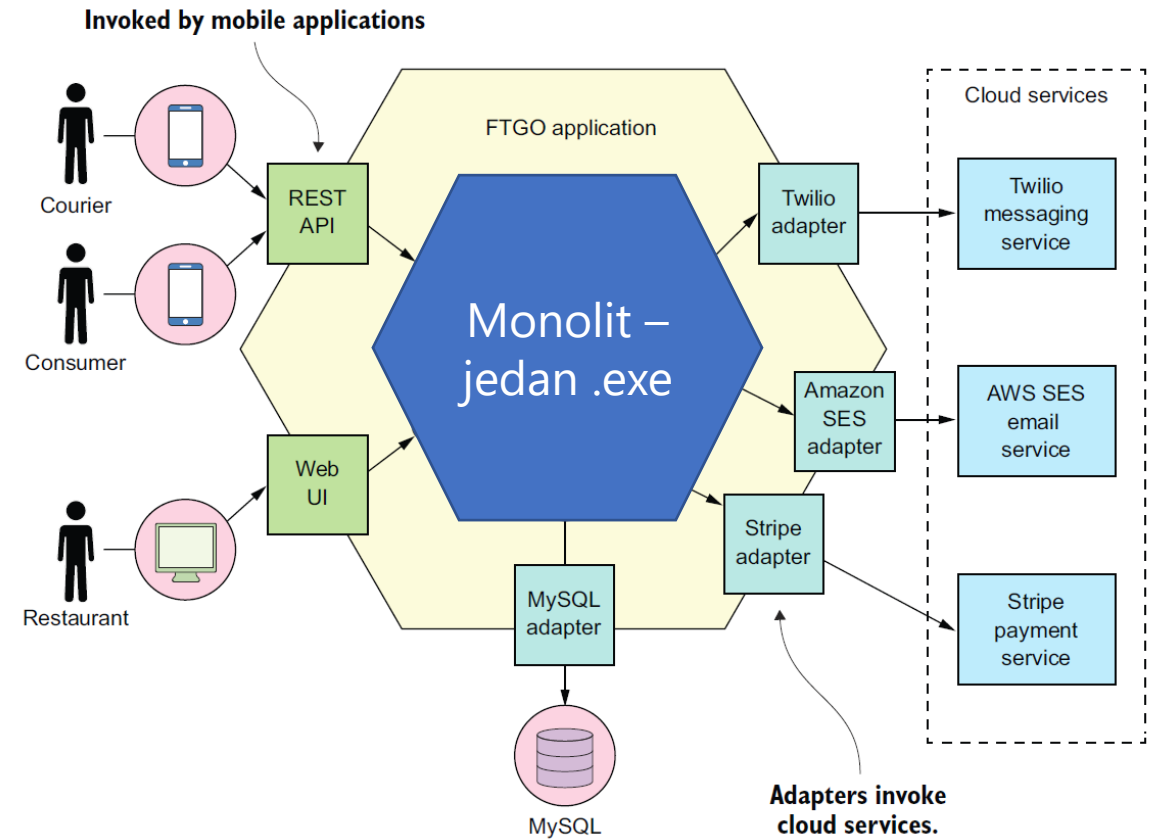 Invoked by mobile applications
Courier
Consumer
Restaurant
REST
API
Web
UI
FTGO application
Monolit –
jedan .exe
MySQL
adapter
MySQL
Twilio
adapter
Amazon
SES
adapter
Stripe
adapter
Cloud services
Twilio
messaging
service
AWS SES
email
service
Stripe
payment
service
Adapters invoke
cloud services.